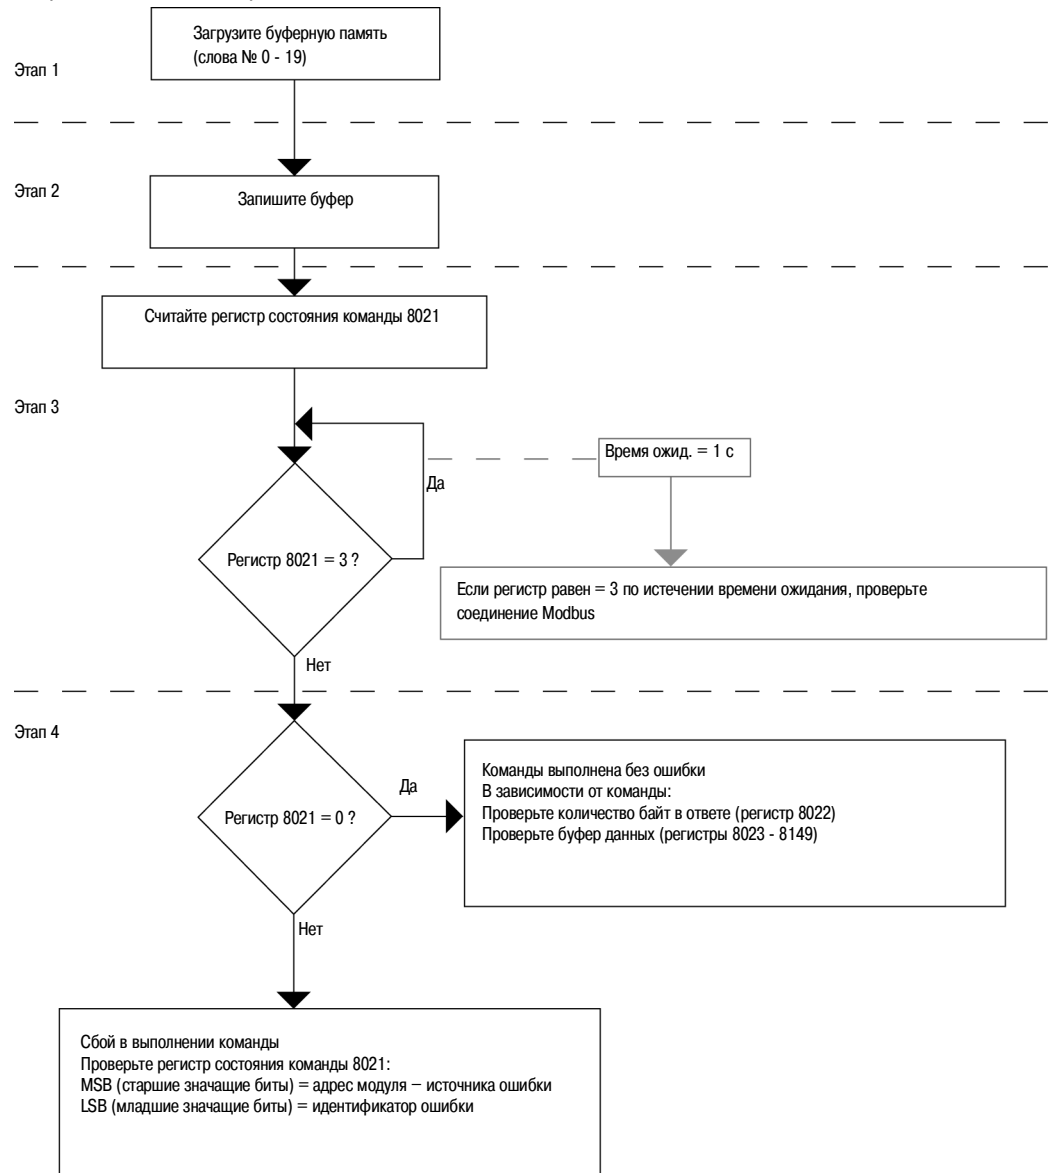 Загрузите буферную память
(слова № 0 - 19)
Этап 1
Этап 2
Запишите буфер
Считайте регистр состояния команды 8021
Этап 3
Время ожид. = 1 с
Да
Регистр 8021 = 3 ?
Если регистр равен = 3 по истечении времени ожидания, проверьте
соединение Modbus
Нет
Этап 4
Команды выполнена без ошибки
В зависимости от команды:
Проверьте количество байт в ответе (регистр 8022)
Проверьте буфер данных (регистры 8023 - 8149)
Да
Регистр 8021 = 0 ?
Нет
Сбой в выполнении команды
Проверьте регистр состояния команды 8021:
MSB (старшие значащие биты) = адрес модуля – источника ошибки
LSB (младшие значащие биты) = идентификатор ошибки